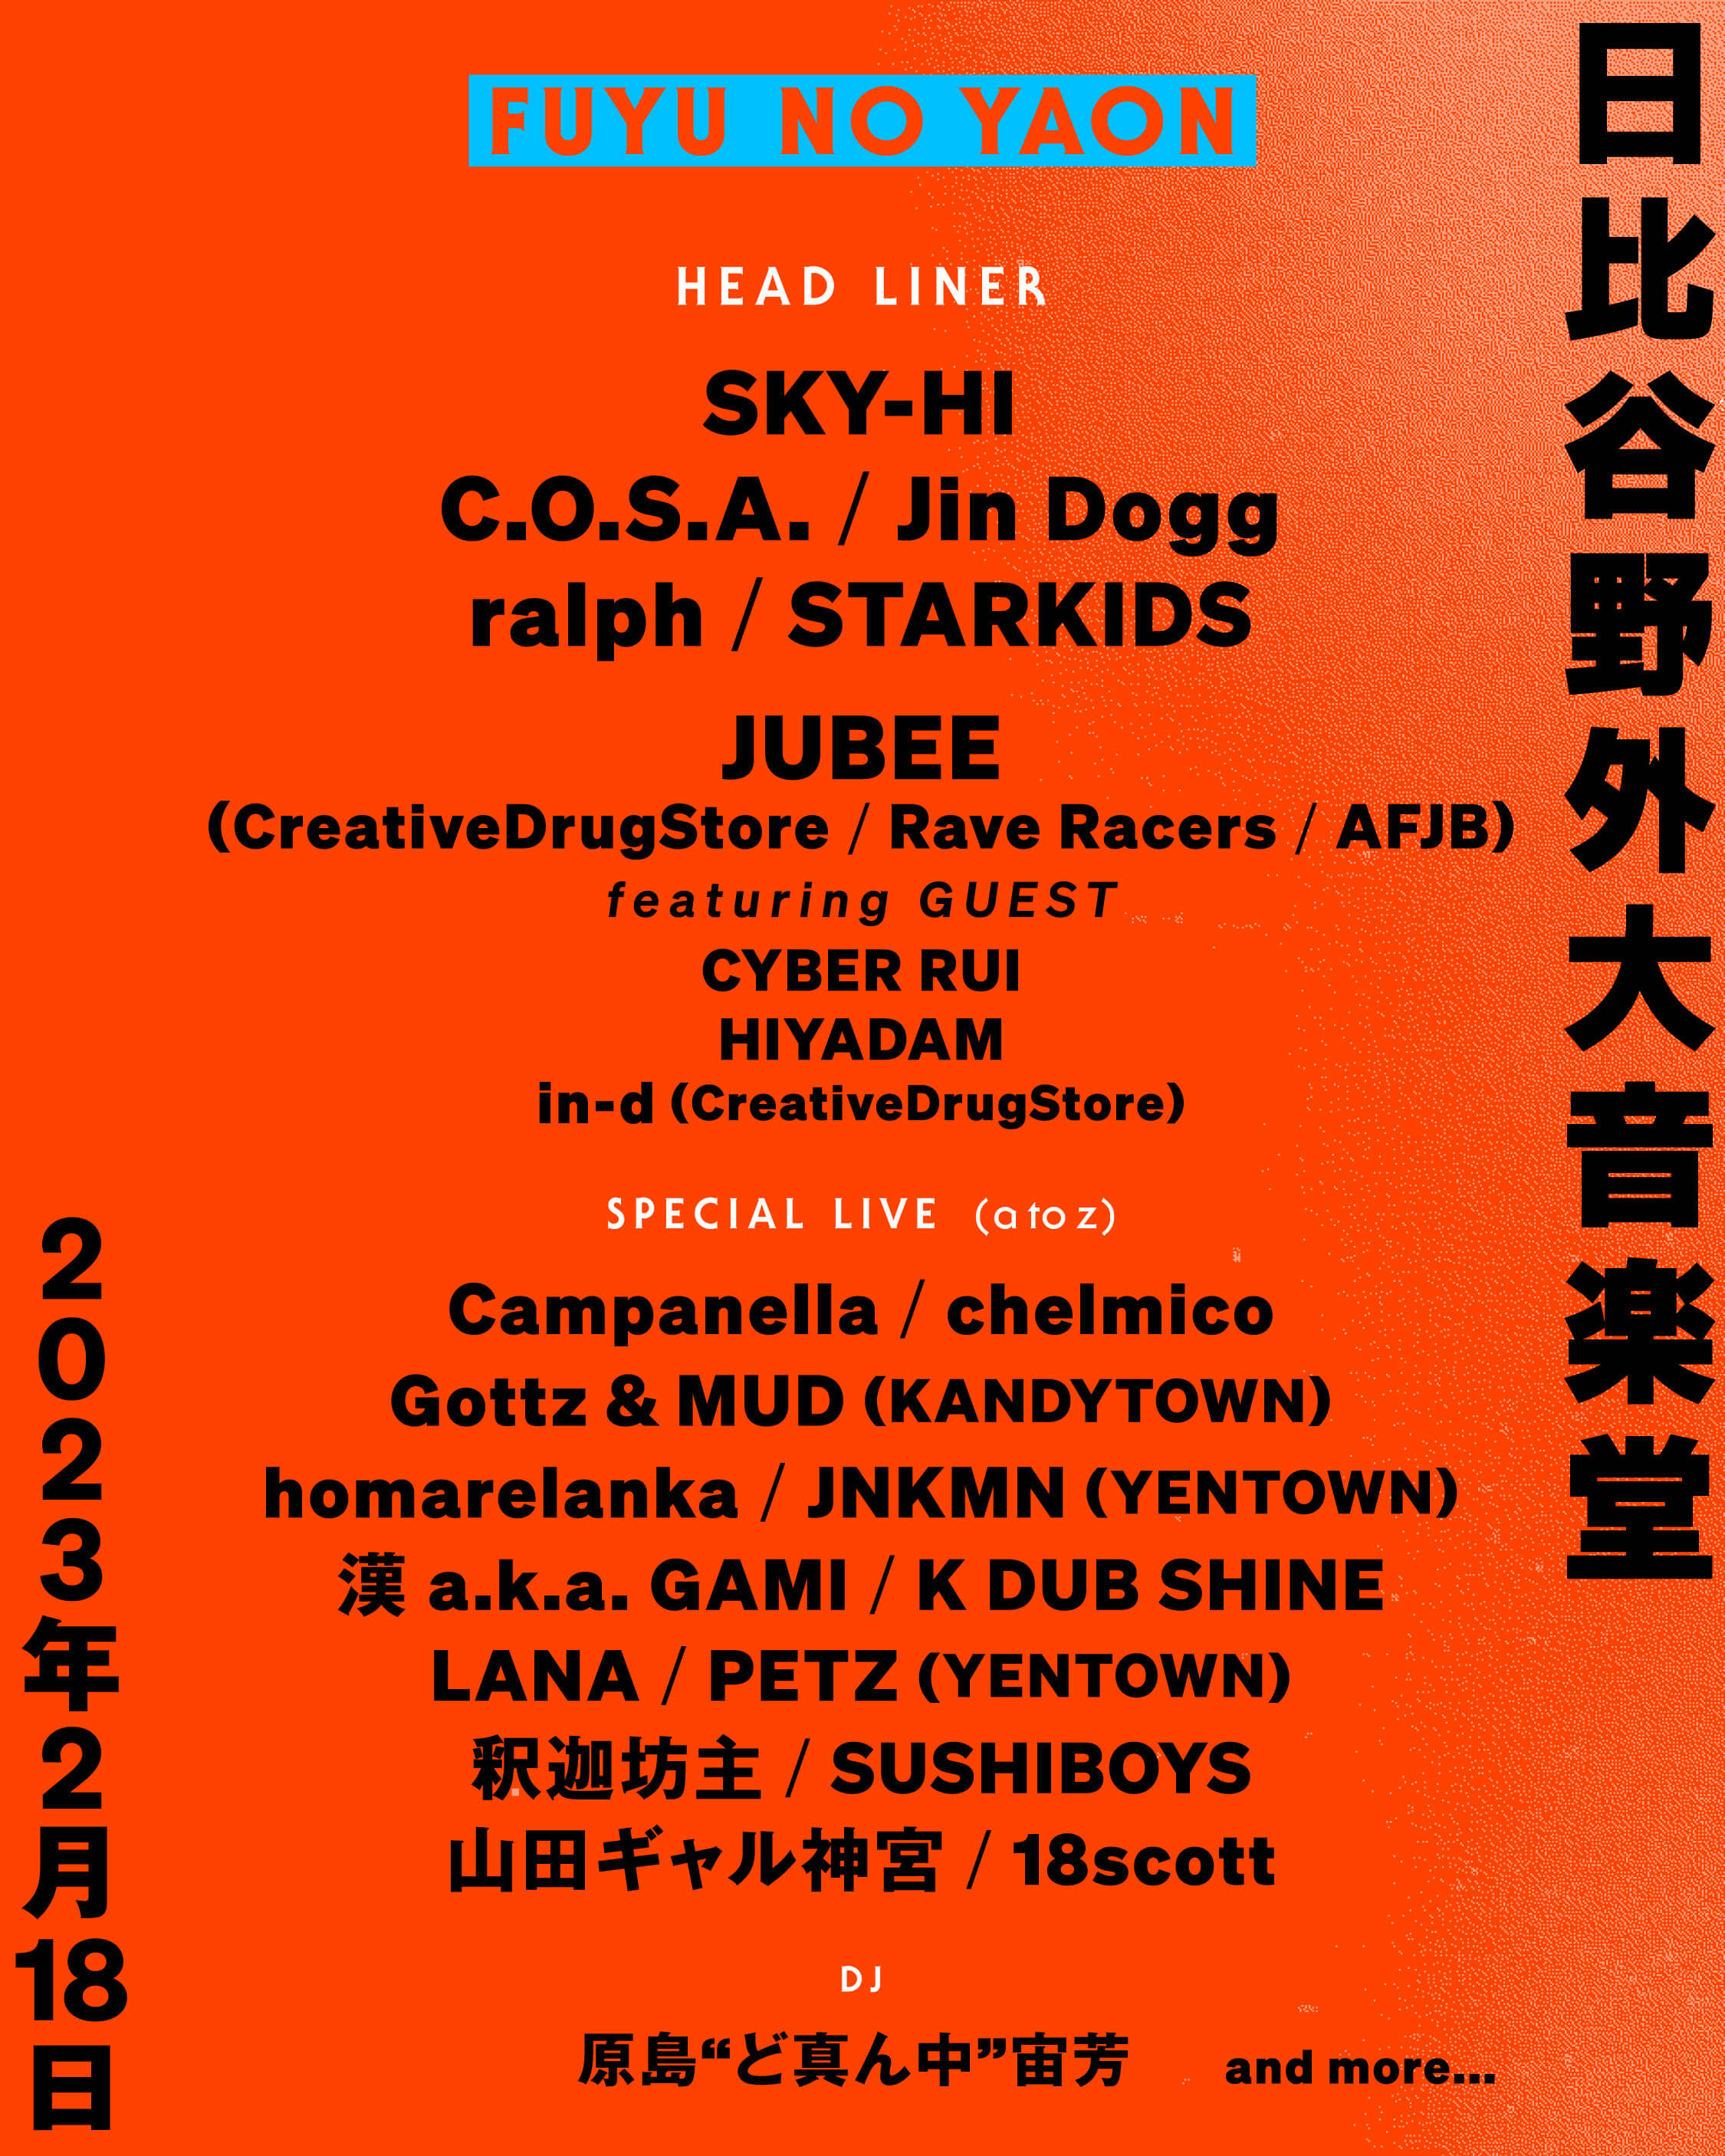 FUYU NO YAON
HEAD LINER
SKY-HI
C.O.S.A. / Jin Dogg
ralph / STARKIDS
JUBEE
(CreativeDrugStore / Rave Racers / AFJB)
featuring GUEST
CYBER RUI
HIYADAM
in-d (CreativeDrugStore)
SPECIAL LIVE (a to z)
Campanella / chelmico
Gottz & MUD (KANDYTOWN)
homarelanka / JNKMN (YENTOWN)
漢 a.k.a. GAMI / K DUB SHINE
LANA / PETZ (YENTOWN)
釈迦坊主 / SUSHIBOYS
山田ギャル神宮 / 18scott
DJ
原島“ど真ん中”宙芳 and more...
日比谷野外大音楽堂
2023年2月18日